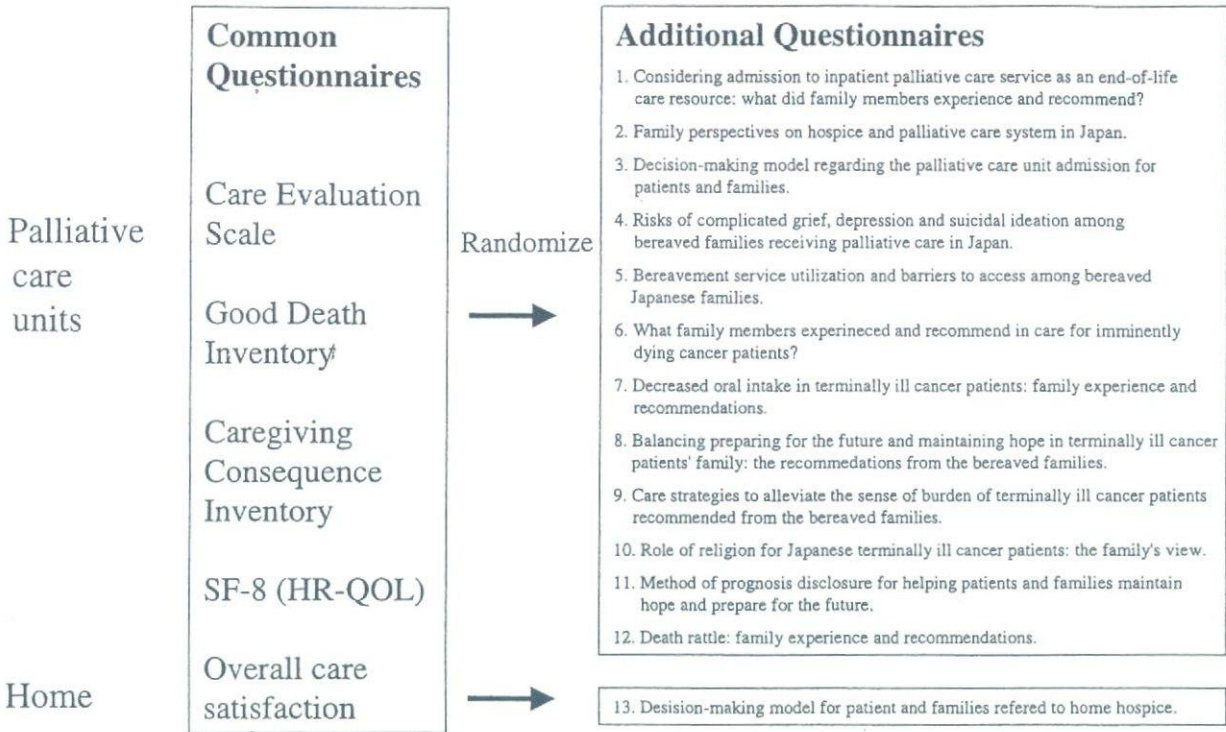 Palliative
care
units
Home
Common
Questionnaires
Care Evaluation
Scale
Good Death
Inventory
Caregiving
Consequence
Inventory
SF-8 (HR-QOL)
Overall care
satisfaction
Randomize
Additional Questionnaires
1. Considering admission to inpatient palliative care service as an end-of-life
care resource: what did family members experience and recommend?
2. Family perspectives on hospice and palliative care system in Japan.
3. Decision-making model regarding the palliative care unit admission for
patients and families.
4. Risks of complicated grief, depression and suicidal ideation among
bereaved families receiving palliative care in Japan.
5. Bereavement service utilization and barriers to access among bereaved
Japanese families.
6. What family members experineced and recommend in care for imminently
dying cancer patients?
7. Decreased oral intake in terminally ill cancer patients: family experience and
recommendations.
8. Balancing preparing for the future and maintaining hope in terminally ill cancer
patients' family: the recommedations from the bereaved families.
9. Care strategies to alleviate the sense of burden of terminally ill cancer patients
recommended from the bereaved families.
10. Role of religion for Japanese terminally ill cancer patients: the family's view.
11. Method of prognosis disclosure for helping patients and families maintain
hope and prepare for the future.
12. Death rattle: family experience and recommendations.
13. Desision-making model for patient and families refered to home hospice.